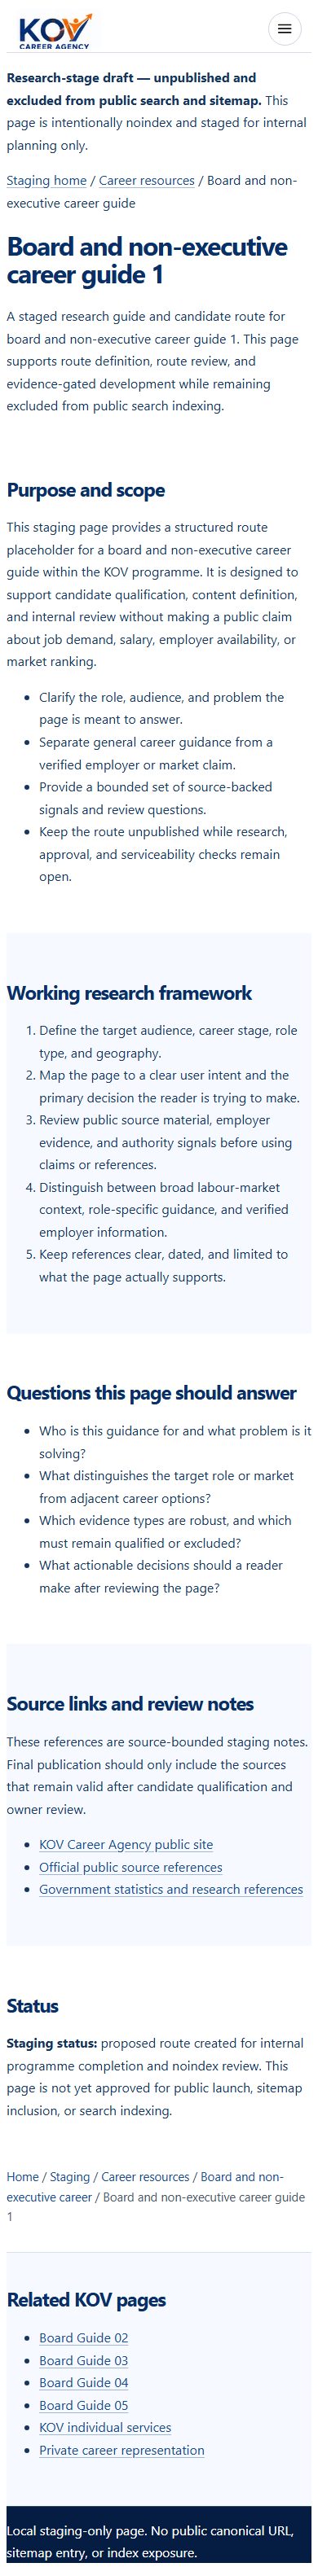 KOV
CAREER AGENCY
Research-stage draft — unpublished and
excluded from public search and sitemap. This
page is intentionally noindex and staged for internal
planning only.
Staging home / Career resources / Board and non-
executive career guide
Board and non-executive
career guide 1
A staged research guide and candidate route for
board and non-executive career guide 1. This page
supports route definition, route review, and
evidence-gated development while remaining
excluded from public search indexing.
Purpose and scope
This staging page provides a structured route
placeholder for a board and non-executive career
guide within the KOV programme. It is designed to
support candidate qualification, content definition,
and internal review without making a public claim
about job demand, salary, employer availability, or
market ranking.
• Clarify the role, audience, and problem the
page is meant to answer.
• Separate general career guidance from a
verified employer or market claim.
• Provide a bounded set of source-backed
signals and review questions.
• Keep the route unpublished while research,
approval, and serviceability checks remain
open.
Working research framework
1. Define the target audience, career stage, role
type, and geography.
2. Map the page to a clear user intent and the
primary decision the reader is trying to make.
3. Review public source material, employer
evidence, and authority signals before using
claims or references.
4. Distinguish between broad labour-market
context, role-specific guidance, and verified
employer information.
5. Keep references clear, dated, and limited to
what the page actually supports.
Questions this page should answer
• Who is this guidance for and what problem is it
solving?
• What distinguishes the target role or market
from adjacent career options?
• Which evidence types are robust, and which
must remain qualified or excluded?
• What actionable decisions should a reader
make after reviewing the page?
Source links and review notes
These references are source-bounded staging notes.
Final publication should only include the sources
that remain valid after candidate qualification and
owner review.
• KOV Career Agency public site
• Official public source references
• Government statistics and research references
Status
Staging status: proposed route created for internal
programme completion and noindex review. This
page is not yet approved for public launch, sitemap
inclusion, or search indexing.
Home / Staging / Career resources / Board and non-
executive career / Board and non-executive career guide
1
Related KOV pages
• Board Guide 02
• Board Guide 03
• Board Guide 04
• Board Guide 05
• KOV individual services
• Private career representation
Local staging-only page. No public canonical URL,
sitemap entry, or index exposure.